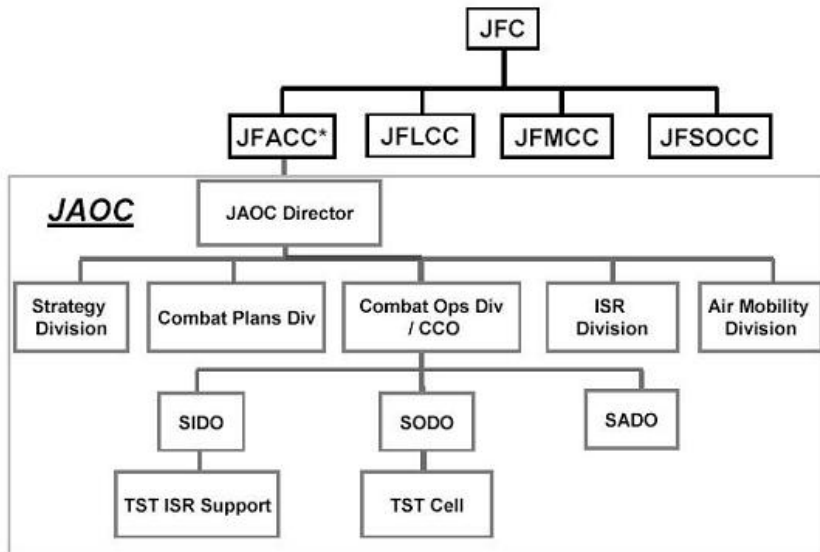 JFC
JFACC*
JFLCC
JFMCC
JFSOCC
JAOC
JAOC Director
Strategy
Division
Combat Plans Div
Combat Ops Div
/ CCO
ISR
Division
Air Mobility
Division
SIDO
SODO
SADO
TST ISR Support
TST Cell